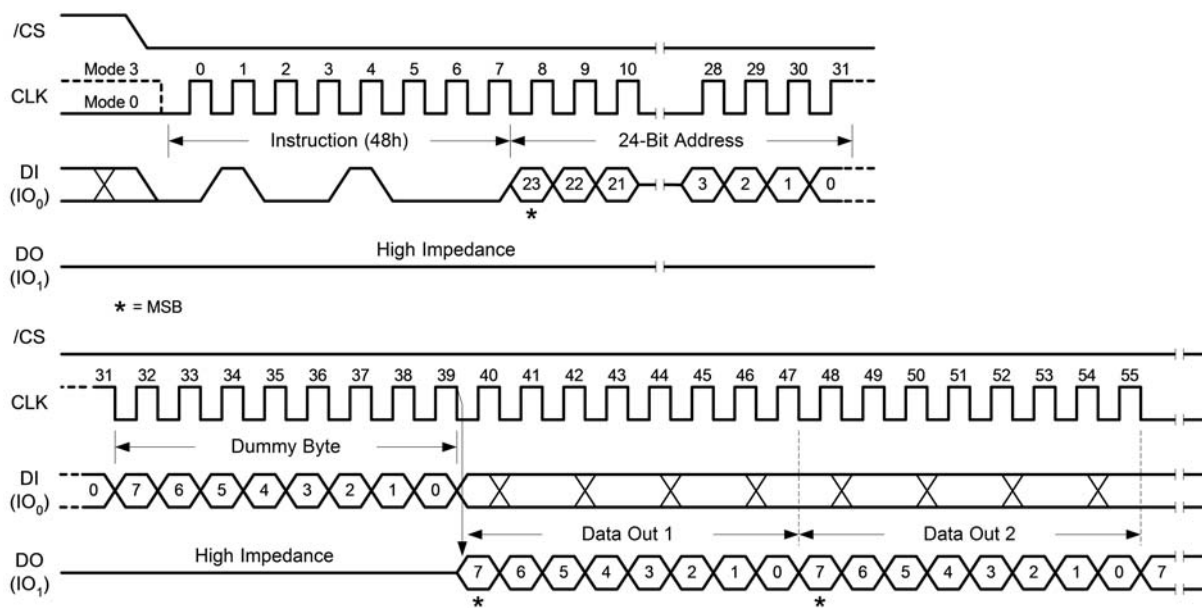 /CS
Mode 3 0 1 2 3 4 5 6 7 8 9 10 28 29 30 31
CLK
Mode 0
Instruction (48h) 24-Bit Address
DI
(IO0) 23 22 21 3 2 1 0
*
High Impedance
DO
(IO1)
* = MSB
/CS
31 32 33 34 35 36 37 38 39 40 41 42 43 44 45 46 47 48 49 50 51 52 53 54 55
CLK
Dummy Byte
DI
(IO0) 0 7 6 5 4 3 2 1 0
Data Out 1 Data Out 2
High Impedance
DO
(IO1) 7 6 5 4 3 2 1 0 7 6 5 4 3 2 1 0 7
* *